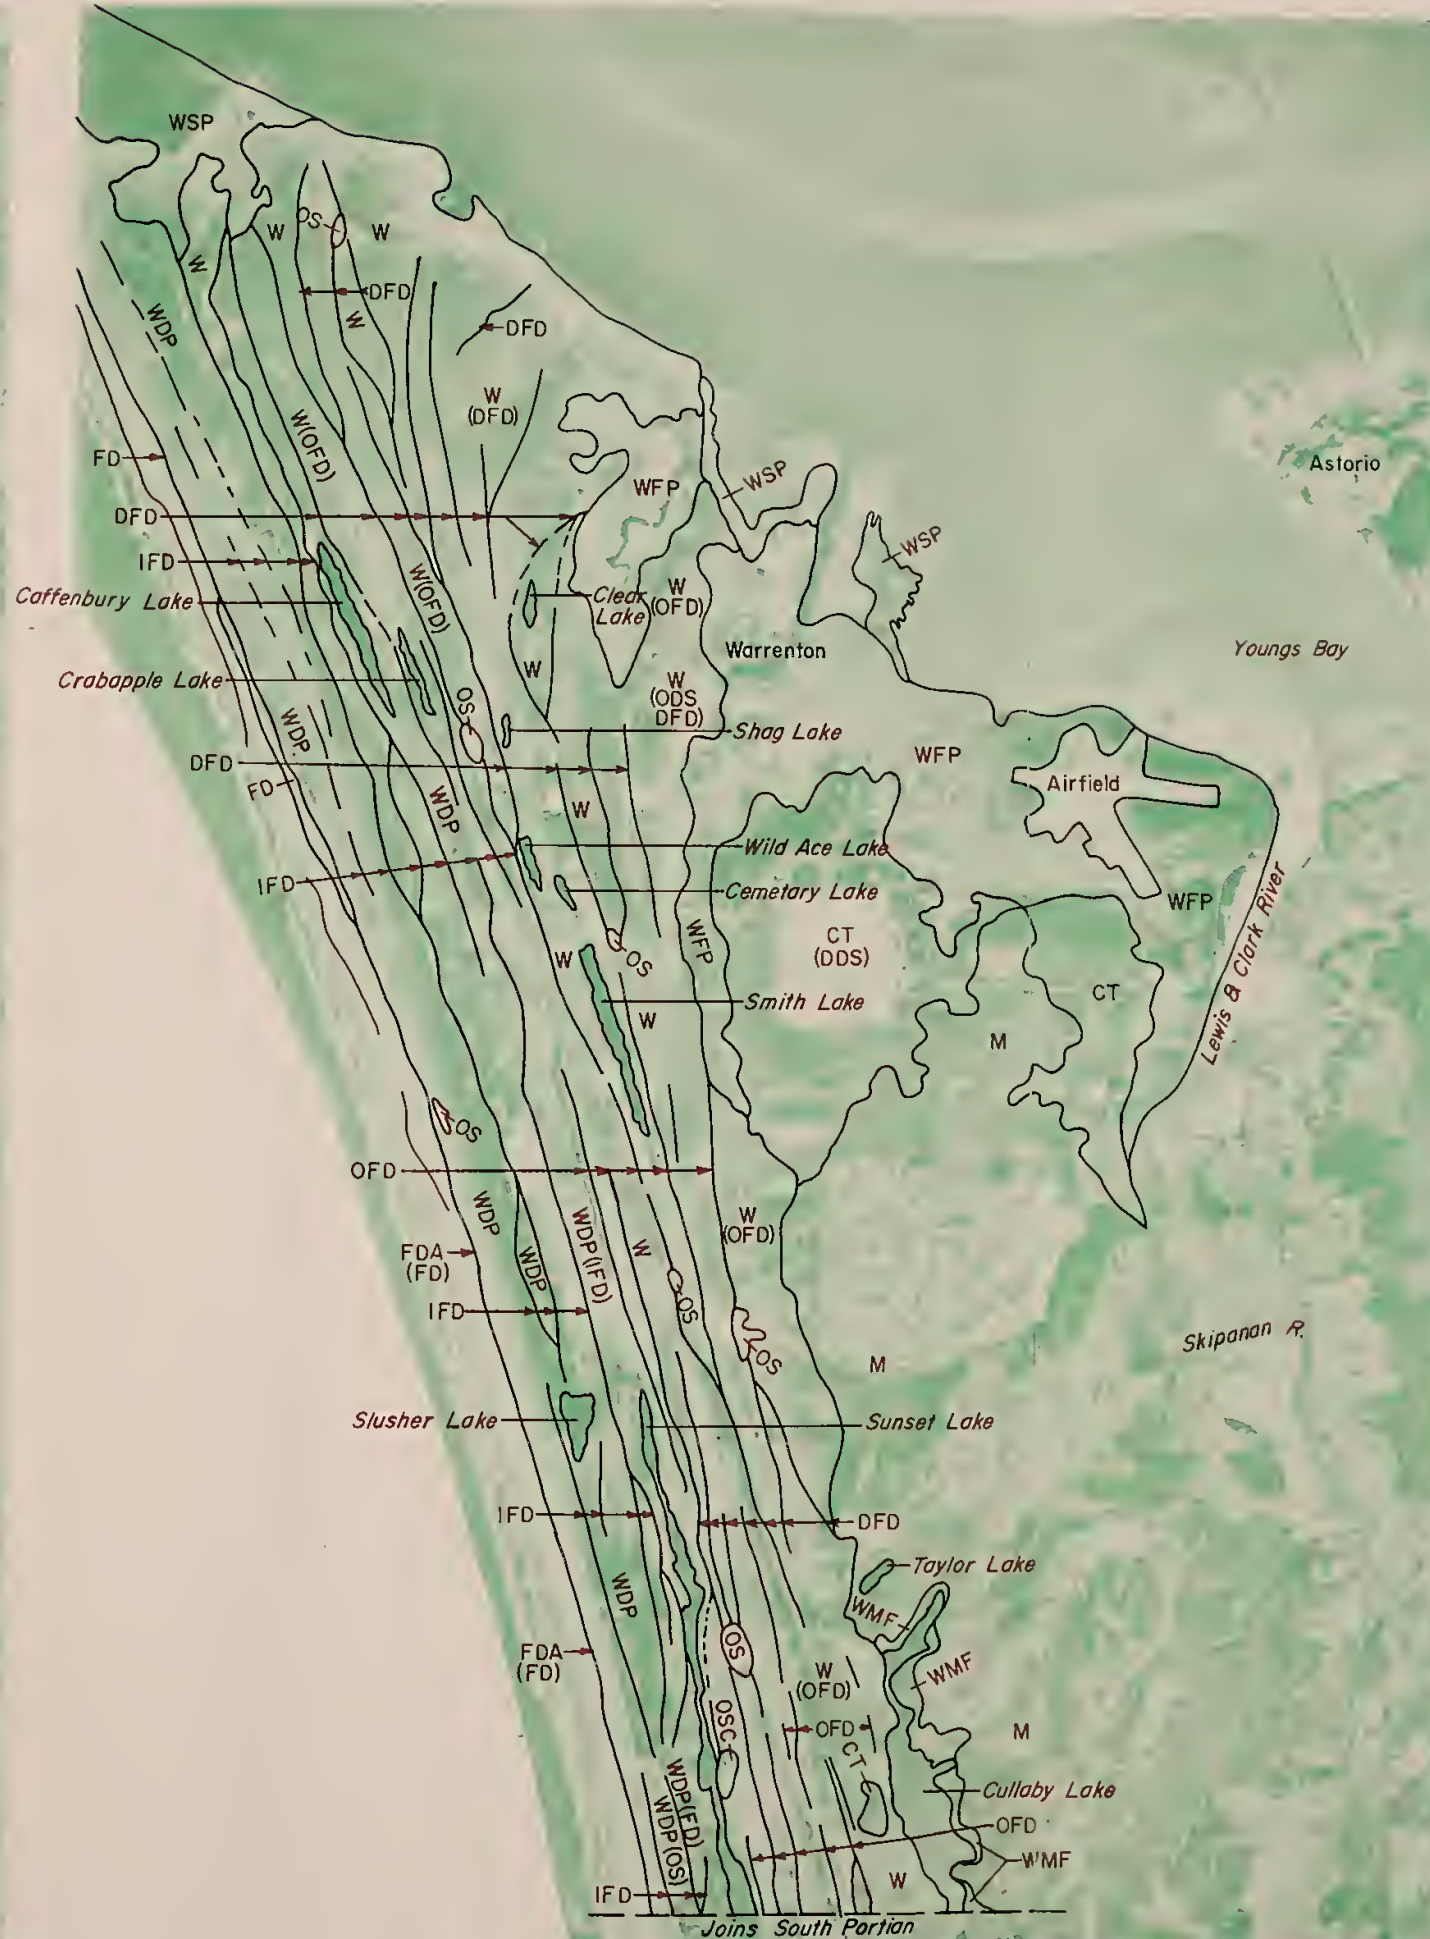 WSP
OS
W
W
W
DFD
WDP
W
DFD
W
(DFD)
W(OFD)
FD
Astorio
WSP
WFP
DFD
WSP
IFD
W(OFD)
Caffenbury Lake
Clear
Lake
W
(OFD)
Warrenton
Youngs Bay
W
Crabapple Lake
W
(ODS
DFD)
OS
WDP
Shag Lake
WFP
DFD
Airfield
FD
WDP
W
Wild Ace Lake
IFD
Cemetary Lake
WFP
WFP
CT
(DDS)
W
OS
Smith Lake
CT
Lewis & Clark River
W
M
OS
OFD
WDP
W
(OFD)
WDP(IFD)
W
FDA
(FD)
WDP
IFD
OS
OS
Skipanan R.
M
Slusher Lake
Sunset Lake
IFD
DFD
Taylor Lake
WDP
WMF
OS
FDA
(FD)
WMF
W
(OFD)
OSC
OFD
M
CT
WDP(FD)
WDP(OS)
Cullaby Lake
OFD
WMF
W
IFD
Joins South Portian